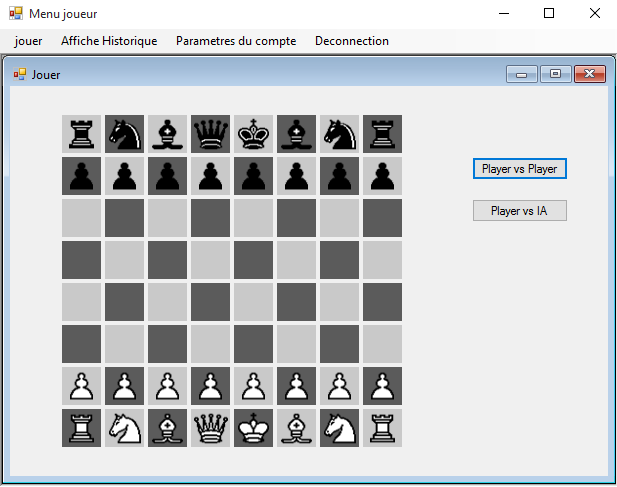 Menu joueur
jouer Affiche Historique Parametres du compte Deconnection
Jouer
Player vs Player
Player vs IA